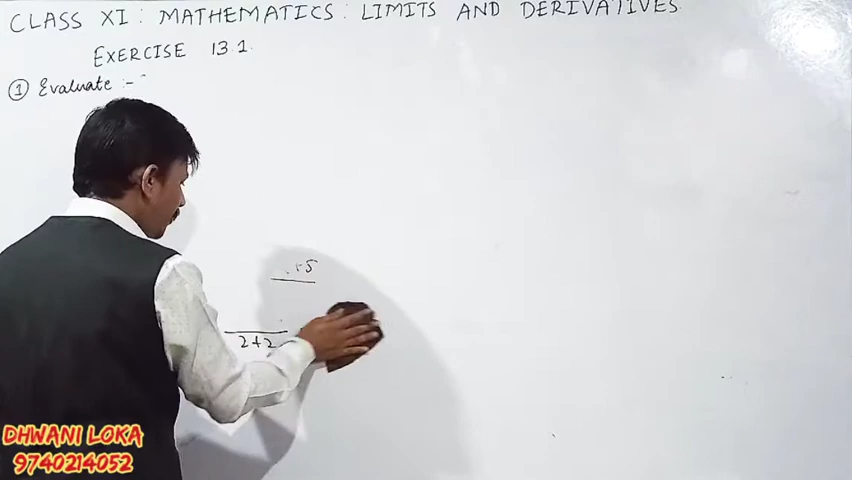 CLASS XI : MATHEMATICS : LIMITS AND DERIVATIVES
EXERCISE 13.1.
① Evaluate :-
+5
2+2
DHWANI LOKA
9740214052